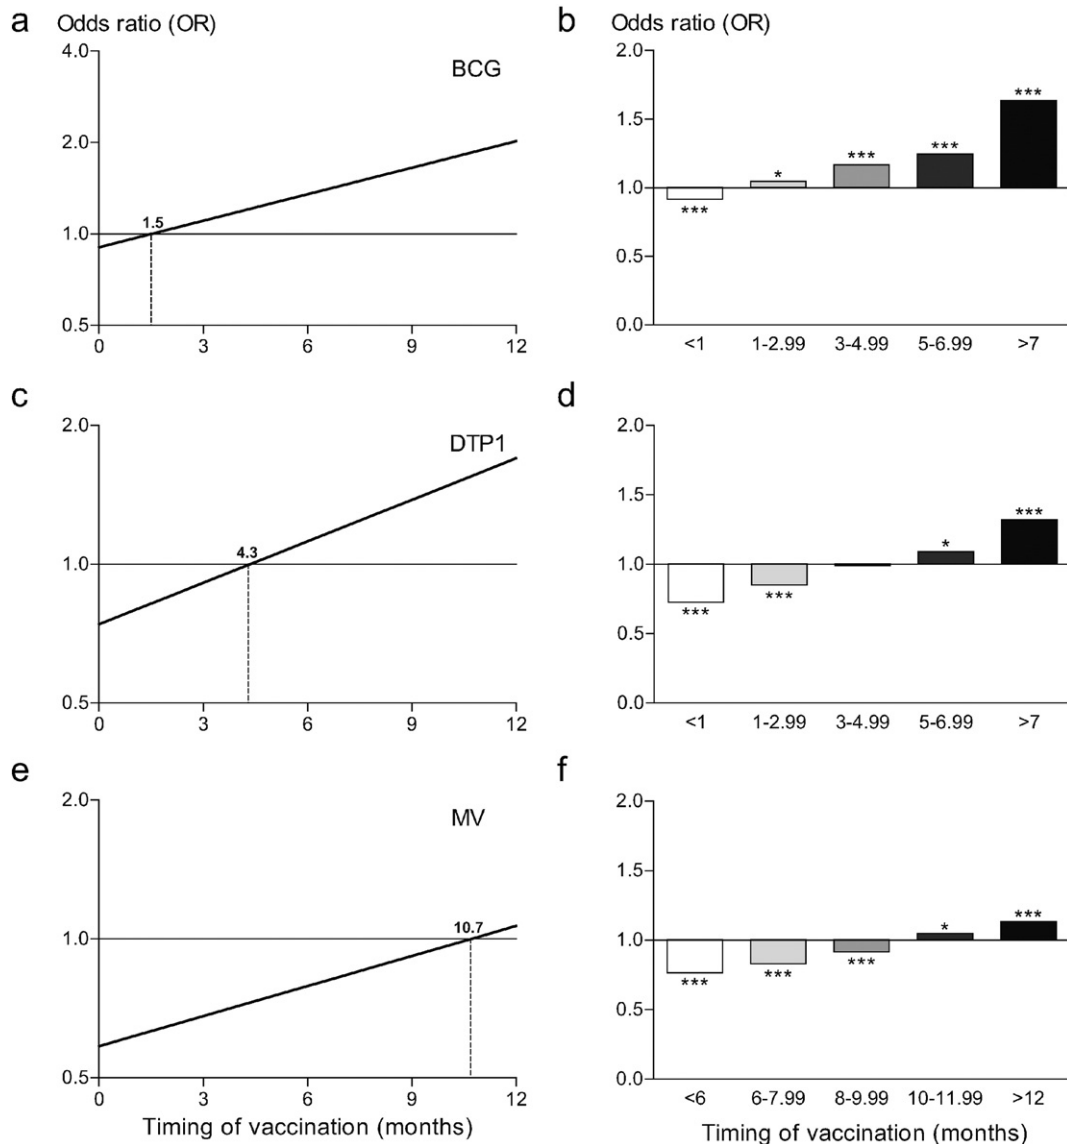 a Odds ratio (OR)
4.0
2.0
1.0
0.5
BCG
1.5
0 3 6 9 12
b Odds ratio (OR)
2.0
1.5
1.0
0.5
0.0
***
*
***
***
***
<1 1-2.99 3-4.99 5-6.99 >7
c
2.0
1.0
0.5
DTP1
4.3
0 3 6 9 12
d
2.0
1.5
1.0
0.5
0.0
***
***
*
***
<1 1-2.99 3-4.99 5-6.99 >7
e
2.0
1.0
0.5
MV
10.7
0 3 6 9 12
Timing of vaccination (months)
f
2.0
1.5
1.0
0.5
0.0
***
***
***
*
***
<6 6-7.99 8-9.99 10-11.99 >12
Timing of vaccination (months)